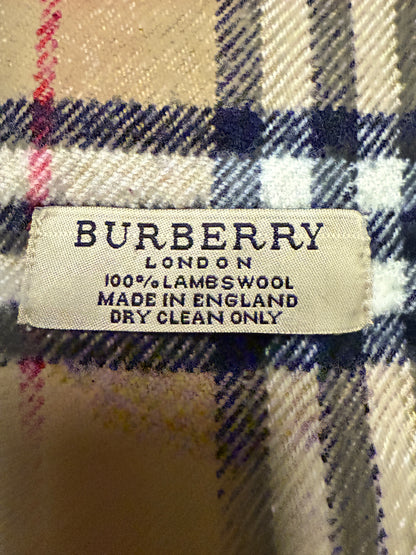 BURBERRY
LONDON
100% LAMBSWOOL
MADE IN ENGLAND
DRY CLEAN ONLY